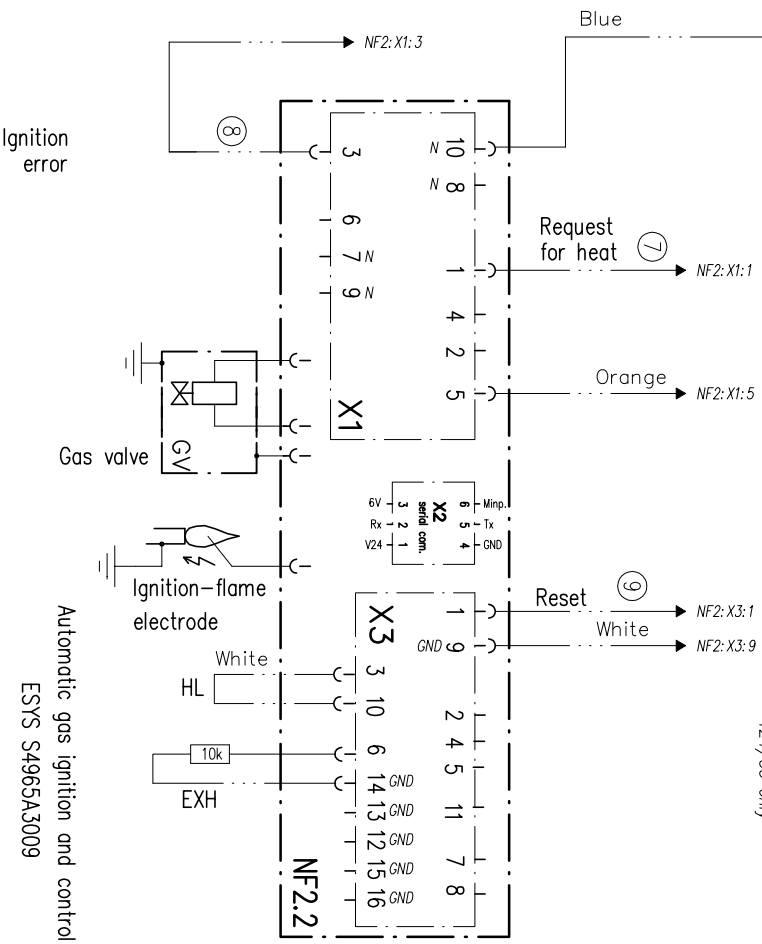 Blue
NF2:X1:3
8
Ignition
error
3
N 10
N 8
6
7 N
9 N
Request
for heat
7
1
NF2:X1:1
4
2
Orange
5
NF2:X1:5
X1
GV
Gas valve
6V 3
Rx 2
V24 1
X2
serial com.
6 Minp.
5 Tx
4 GND
Ignition-flame
electrode
Reset
9
1
NF2:X3:1
White
GND 9
NF2:X3:9
X3
White
HL
3
10
2
4
5
11
7
8
10k
EXH
6
14 GND
13 GND
12 GND
15 GND
16 GND
NF2.2
Automatic gas ignition and control
ESYS S4965A3009